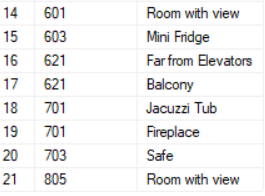 14 601 Room with view
15 603 Mini Fridge
16 621 Far from Elevators
17 621 Balcony
18 701 Jacuzzi Tub
19 701 Fireplace
20 703 Safe
21 805 Room with view